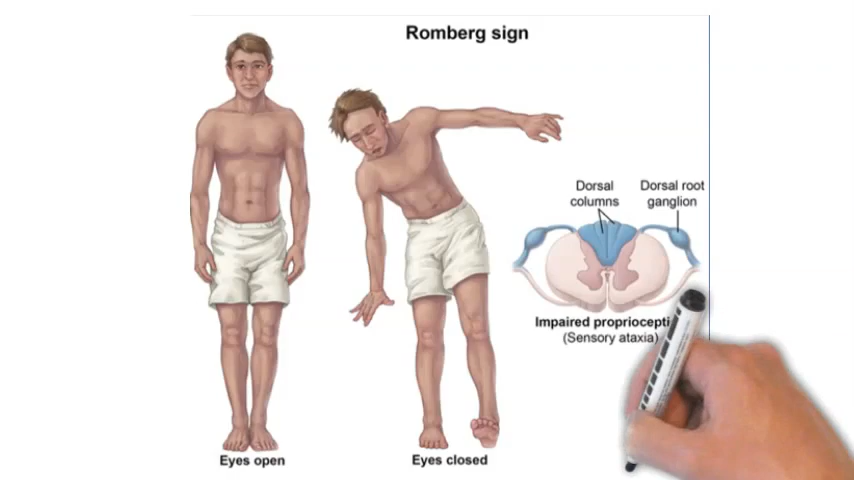 Romberg sign
Dorsal
columns
Dorsal root
ganglion
Impaired propriocepti
(Sensory ataxia)
Eyes open
Eyes closed